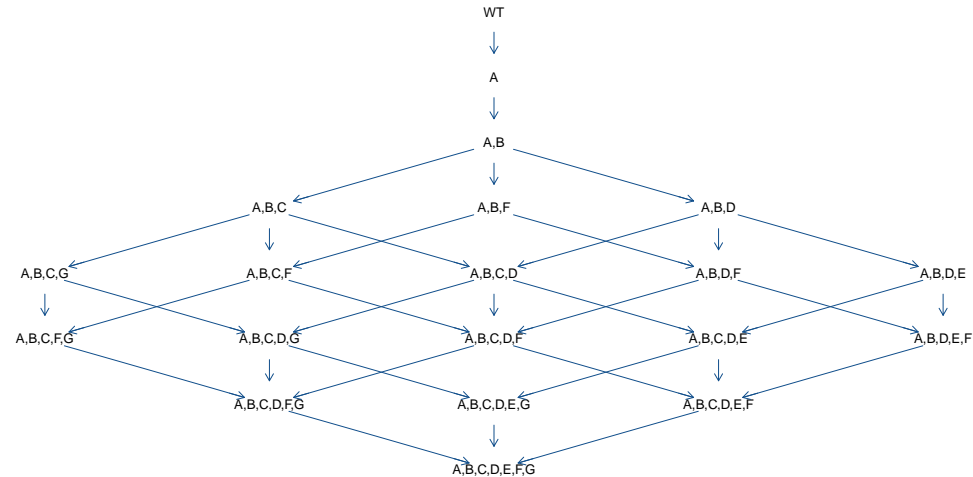 WT
A
A,B
A,B,C
A,B,F
A,B,D
A,B,C,G
A,B,C,F
A,B,C,D
A,B,D,F
A,B,D,E
A,B,C,F,G
A,B,C,D,G
A,B,C,D,F
A,B,C,D,E
A,B,D,E,F
A,B,C,D,F,G
A,B,C,D,E,G
A,B,C,D,E,F
A,B,C,D,E,F,G